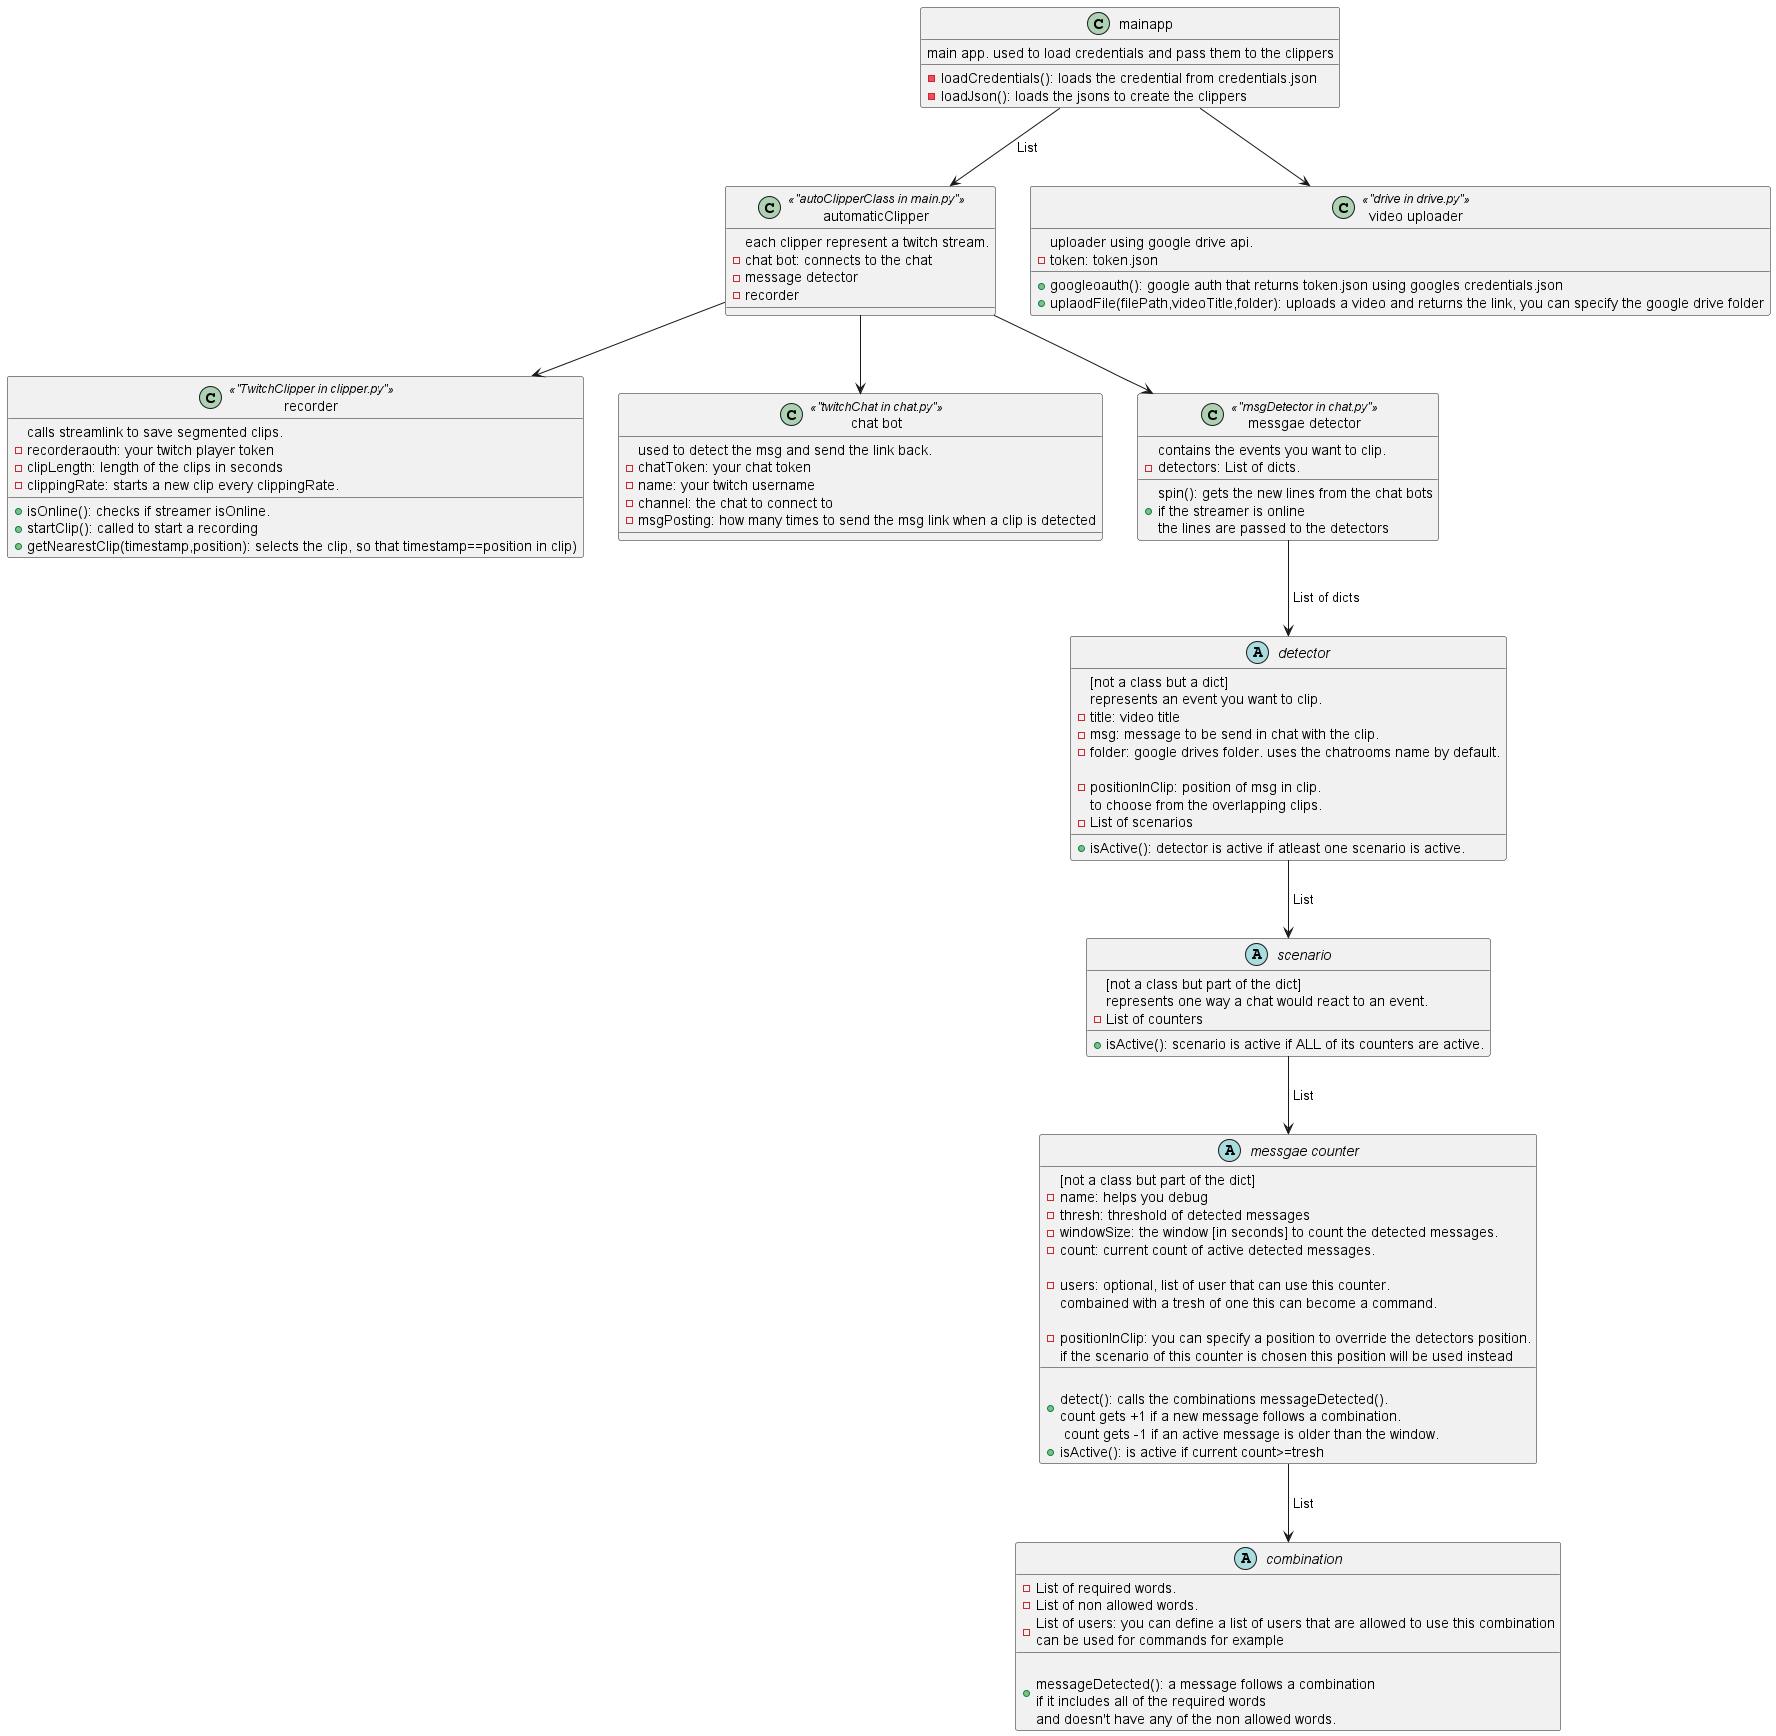 C mainapp
main app. used to load credentials and pass them to the clippers
loadCredentials(): loads the credential from credentials.json
loadJson(): loads the jsons to create the clippers
List
C «"autoClipperClass in main.py"»
automaticClipper
each clipper represent a twitch stream.
chat bot: connects to the chat
message detector
recorder
C «"drive in drive.py"»
video uploader
uploader using google drive api.
token: token.json
googleoauth(): google auth that returns token.json using googles credentials.json
uplaodFile(filePath,videoTitle,folder): uploads a video and returns the link, you can specify the google drive folder
C «"TwitchClipper in clipper.py"»
recorder
calls streamlink to save segmented clips.
recorderaouth: your twitch player token
clipLength: length of the clips in seconds
clippingRate: starts a new clip every clippingRate.
isOnline(): checks if streamer isOnline.
startClip(): called to start a recording
getNearestClip(timestamp,position): selects the clip, so that timestamp==position in clip)
C «"twitchChat in chat.py"»
chat bot
used to detect the msg and send the link back.
chatToken: your chat token
name: your twitch username
channel: the chat to connect to
msgPosting: how many times to send the msg link when a clip is detected
C «"msgDetector in chat.py"»
messgae detector
contains the events you want to clip.
detectors: List of dicts.
spin(): gets the new lines from the chat bots
if the streamer is online
the lines are passed to the detectors
List of dicts
A detector
[not a class but a dict]
represents an event you want to clip.
title: video title
msg: message to be send in chat with the clip.
folder: google drives folder. uses the chatrooms name by default.
positionInClip: position of msg in clip.
to choose from the overlapping clips.
List of scenarios
isActive(): detector is active if atleast one scenario is active.
List
A scenario
[not a class but part of the dict]
represents one way a chat would react to an event.
List of counters
isActive(): scenario is active if ALL of its counters are active.
List
A messgae counter
[not a class but part of the dict]
name: helps you debug
thresh: threshold of detected messages
windowSize: the window [in seconds] to count the detected messages.
count: current count of active detected messages.
users: optional, list of user that can use this counter.
combained with a tresh of one this can become a command.
positionInClip: you can specify a position to override the detectors position.
if the scenario of this counter is chosen this position will be used instead
detect(): calls the combinations messageDetected().
count gets +1 if a new message follows a combination.
count gets -1 if an active message is older than the window.
isActive(): is active if current count>=tresh
List
A combination
List of required words.
List of non allowed words.
List of users: you can define a list of users that are allowed to use this combination
can be used for commands for example
messageDetected(): a message follows a combination
if it includes all of the required words
and doesn't have any of the non allowed words.